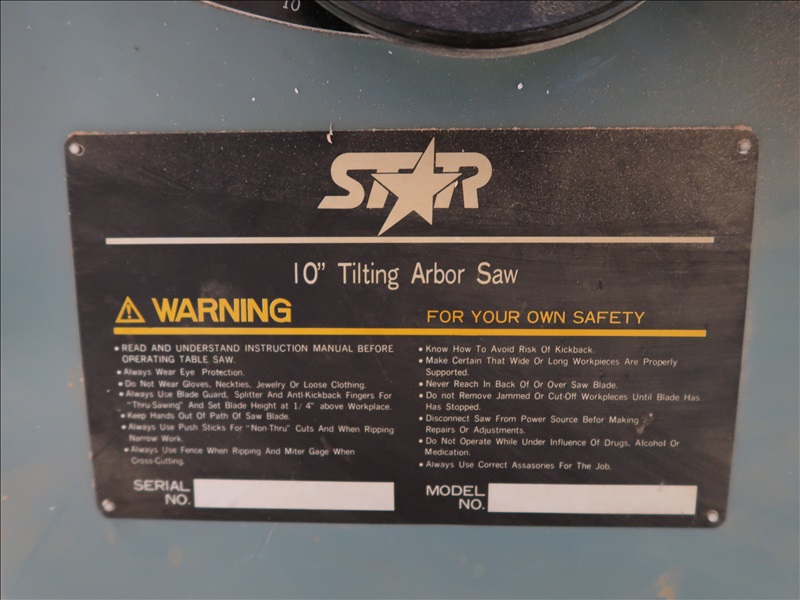 10
STAR
10" Tilting Arbor Saw
WARNING
FOR YOUR OWN SAFETY
• READ AND UNDERSTAND INSTRUCTION MANUAL BEFORE
OPERATING TABLE SAW.
• Always Wear Eye Protection.
• Do Not Wear Gloves, Neckties, Jewelry Or Loose Clothing.
• Always Use Blade Guard, Splitter And Anti-Kickback Fingers For
"Thru-Sawing" And Set Blade Height at 1/4" above Workplace.
• Keep Hands Out Of Path Of Saw Blade.
• Always Use Push Sticks For "Non-Thru" Cuts And When Ripping
Narrow Work.
• Always Use Fence When Ripping And Miter Gage When
Cross-Cutting.
• Know How To Avoid Risk Of Kickback.
• Make Certain That Wide Or Long Workpieces Are Properly
Supported.
• Never Reach In Back Of Or Over Saw Blade.
• Do not Remove Jammed Or Cut-Off Workpleces Until Blade Has
Has Stopped.
• Disconnect Saw From Power Source Befor Making
Repairs Or Adjustments.
• Do Not Operate While Under Influence Of Drugs, Alcohol Or
Medication.
• Always Use Correct Assasories For The Job.
SERIAL
NO.
MODEL
NO.